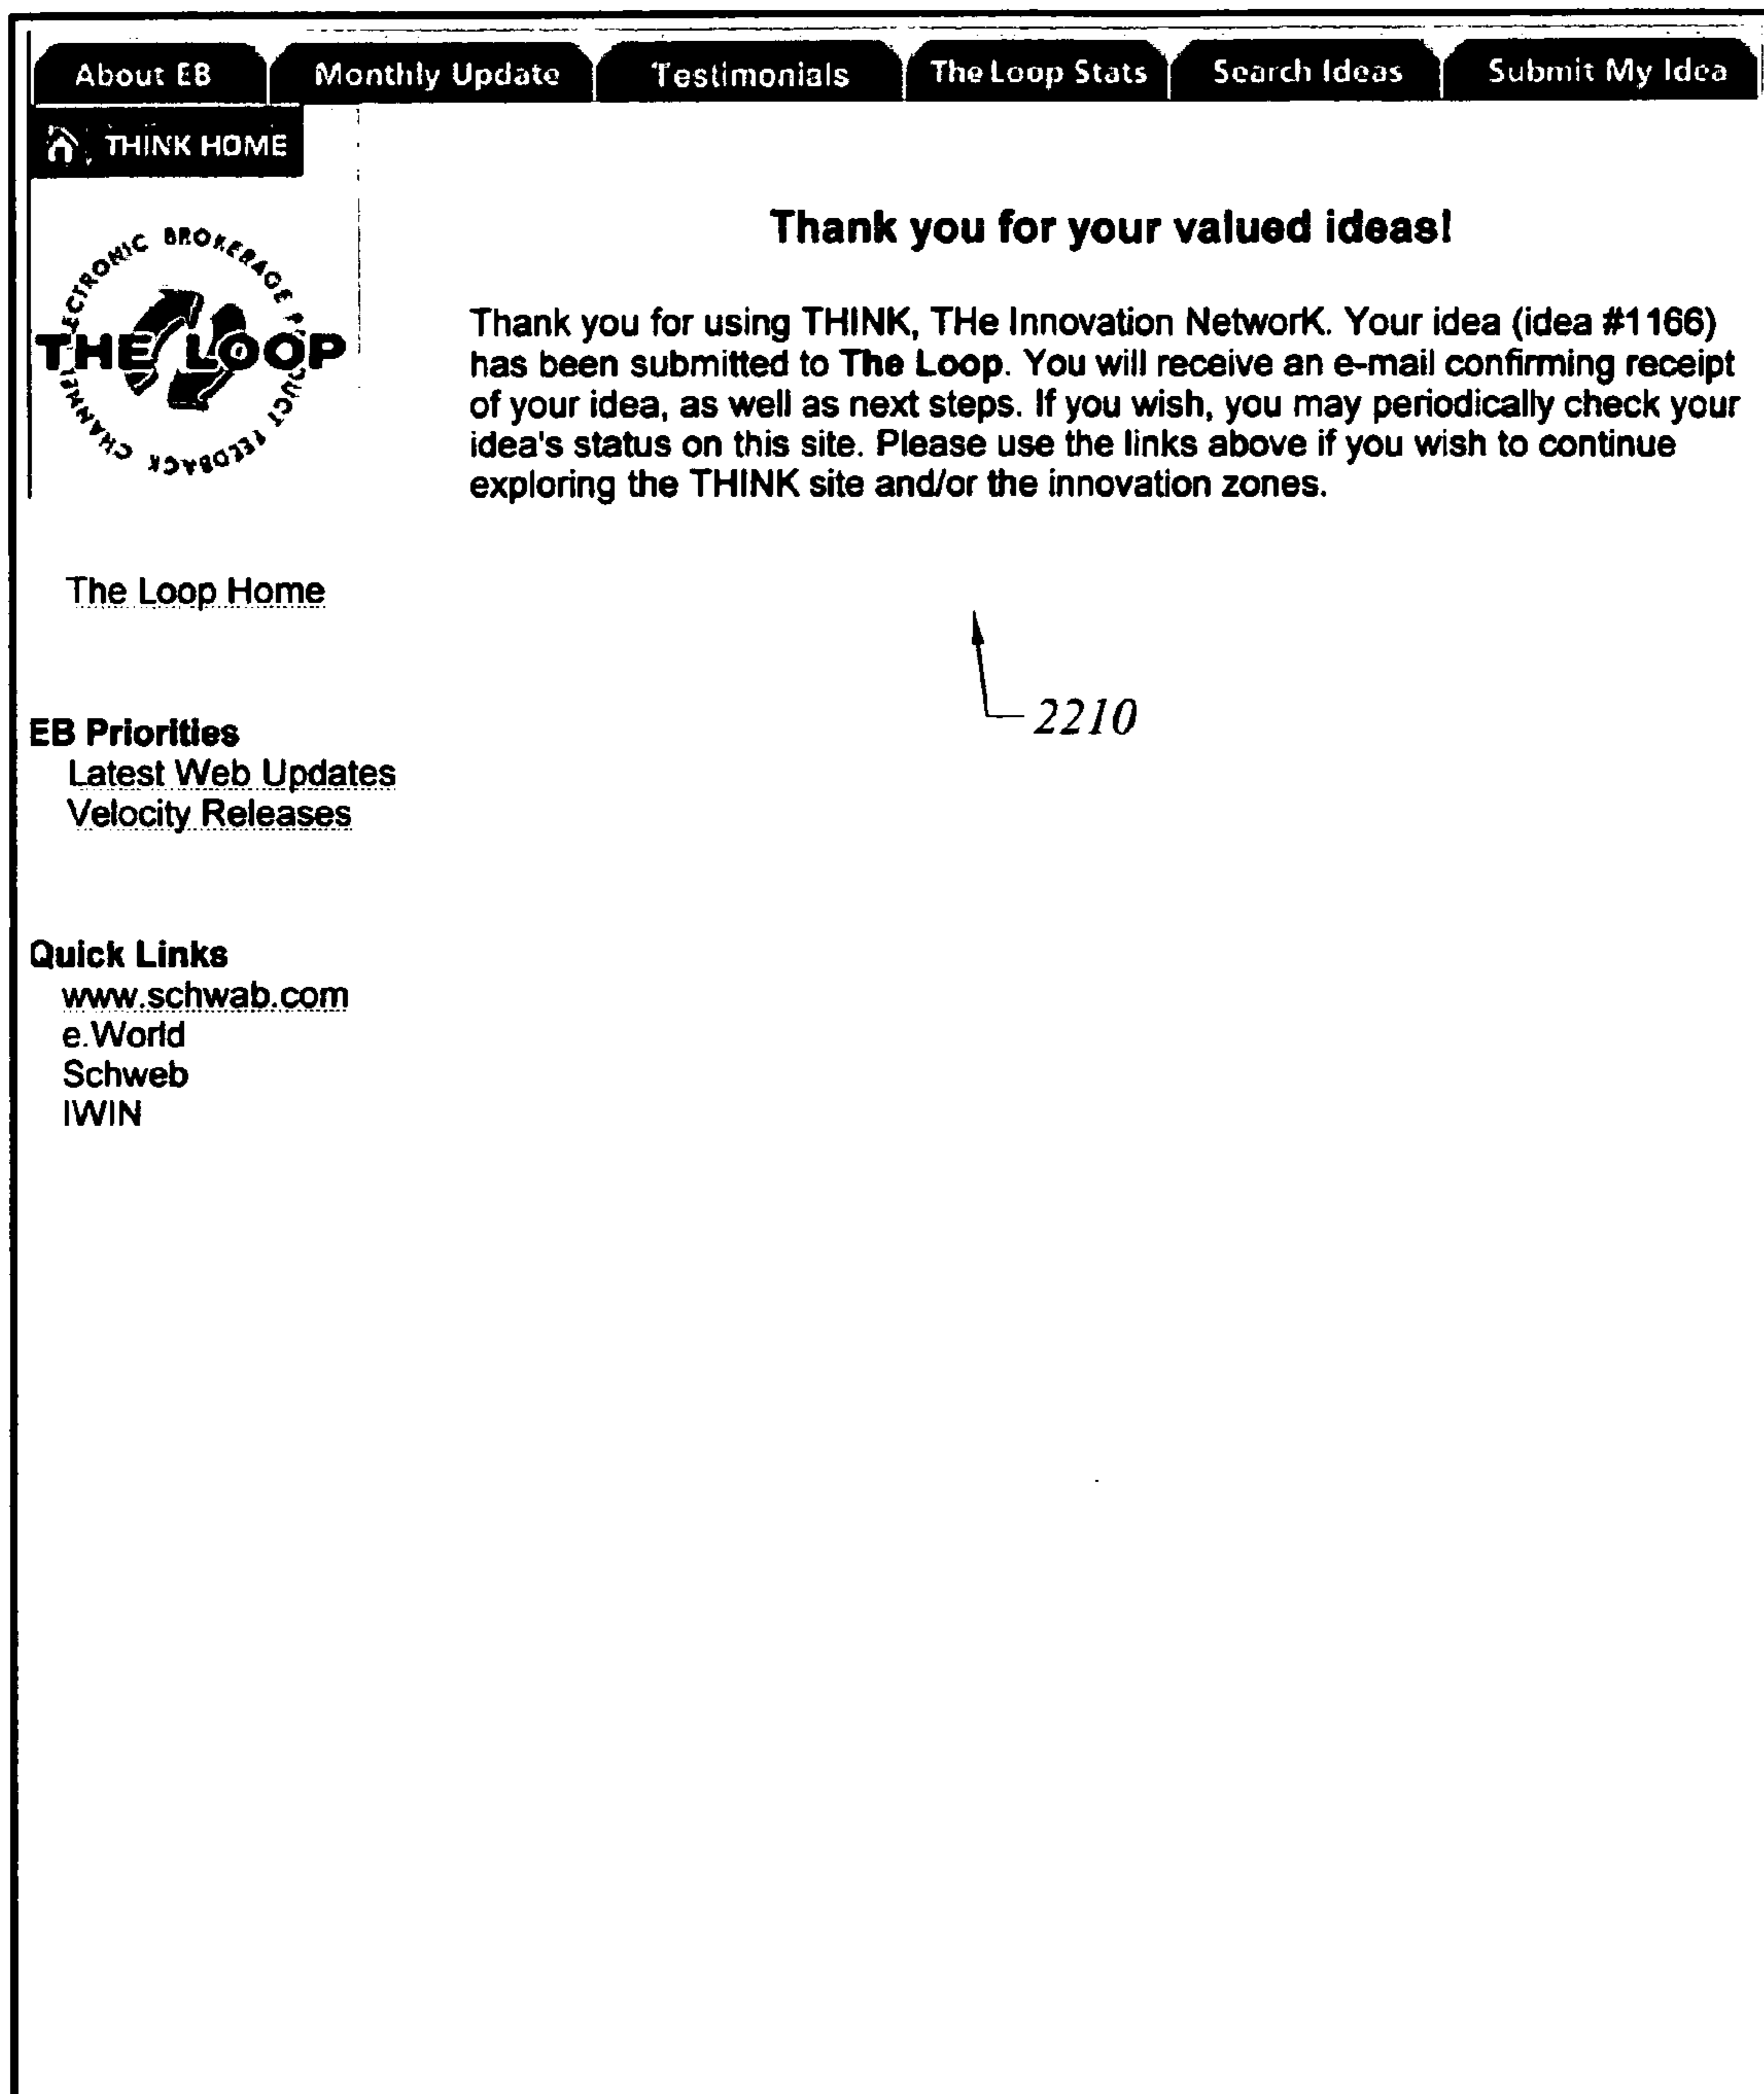 About EB
Monthly Update
Testimonials
The Loop Stats
Search Ideas
Submit My Idea
THINK HOME
ELECTRONIC BROKERAGE PRODUCT FEEDBACK CHANNEL
THE LOOP
Thank you for your valued ideas!
Thank you for using THINK, THe Innovation NetworK. Your idea (idea #1166)
has been submitted to The Loop. You will receive an e-mail confirming receipt
of your idea, as well as next steps. If you wish, you may periodically check your
idea's status on this site. Please use the links above if you wish to continue
exploring the THINK site and/or the innovation zones.
The Loop Home
2210
EB Priorities
Latest Web Updates
Velocity Releases
Quick Links
www.schwab.com
e.World
Schweb
IWIN